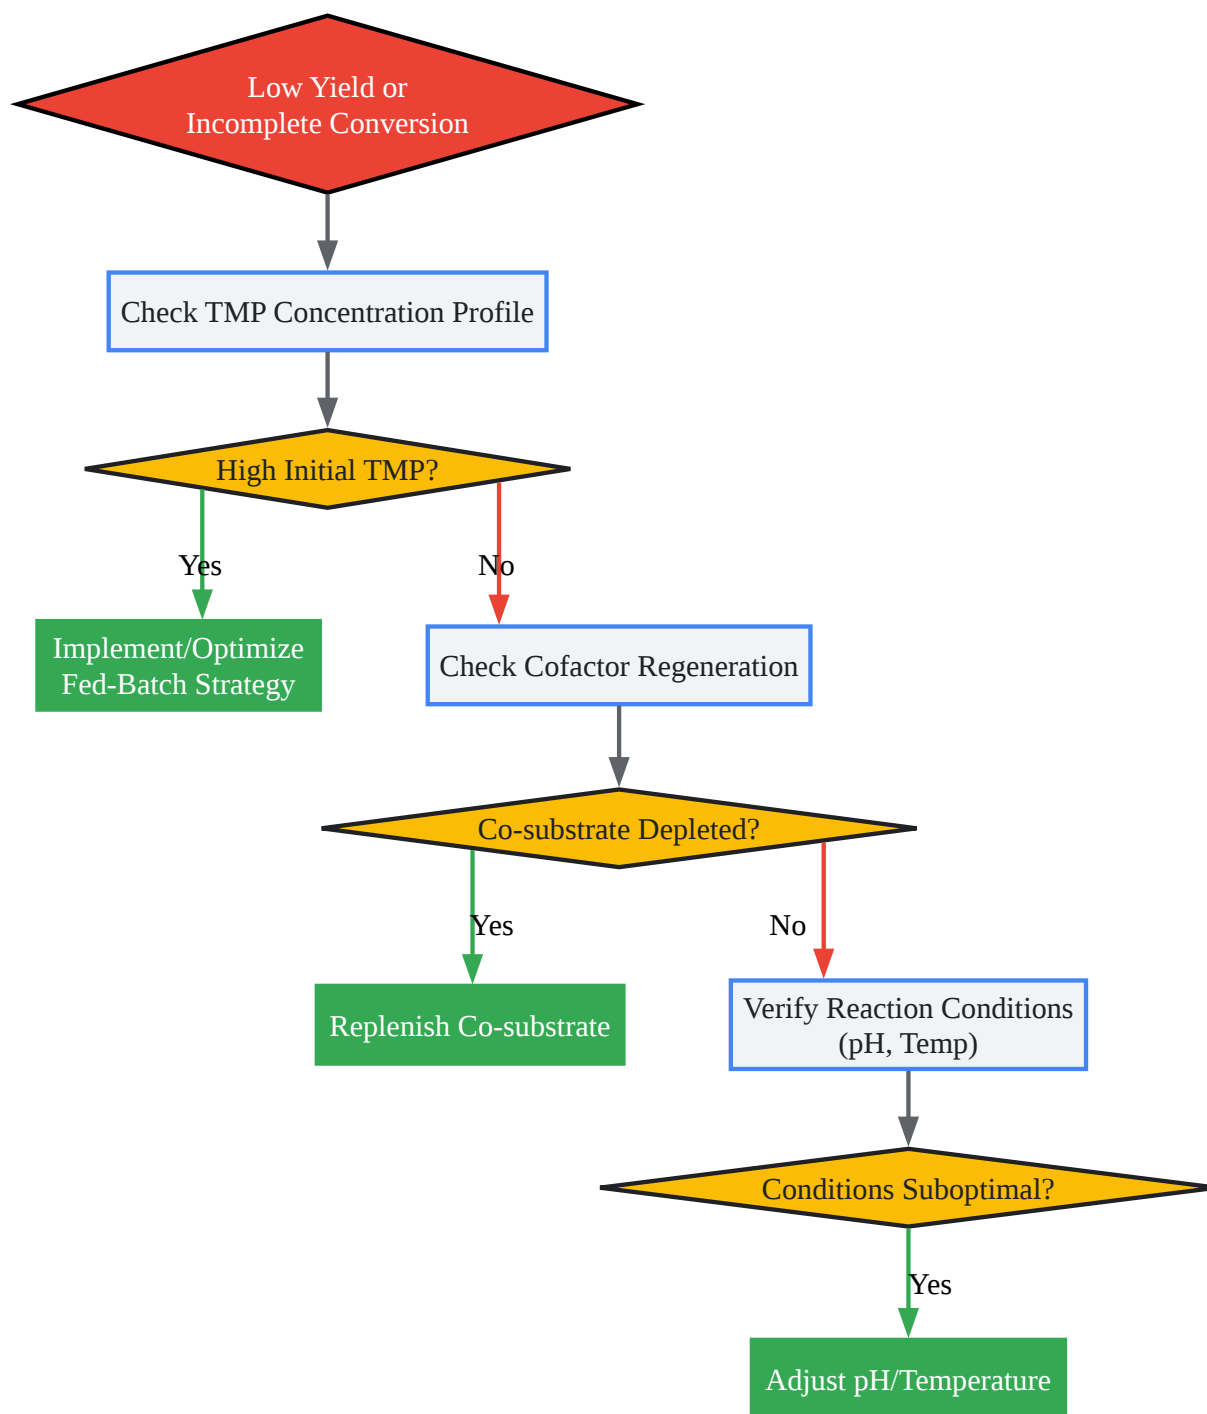 Low Yield or
Incomplete Conversion
Check TMP Concentration Profile
High Initial TMP?
Yes
No
Implement/Optimize
Fed-Batch Strategy
Check Cofactor Regeneration
Co-substrate Depleted?
Yes
No
Replenish Co-substrate
Verify Reaction Conditions
(pH, Temp)
Conditions Suboptimal?
Yes
Adjust pH/Temperature